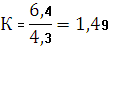 К = 6,4/4,3 = 1,49